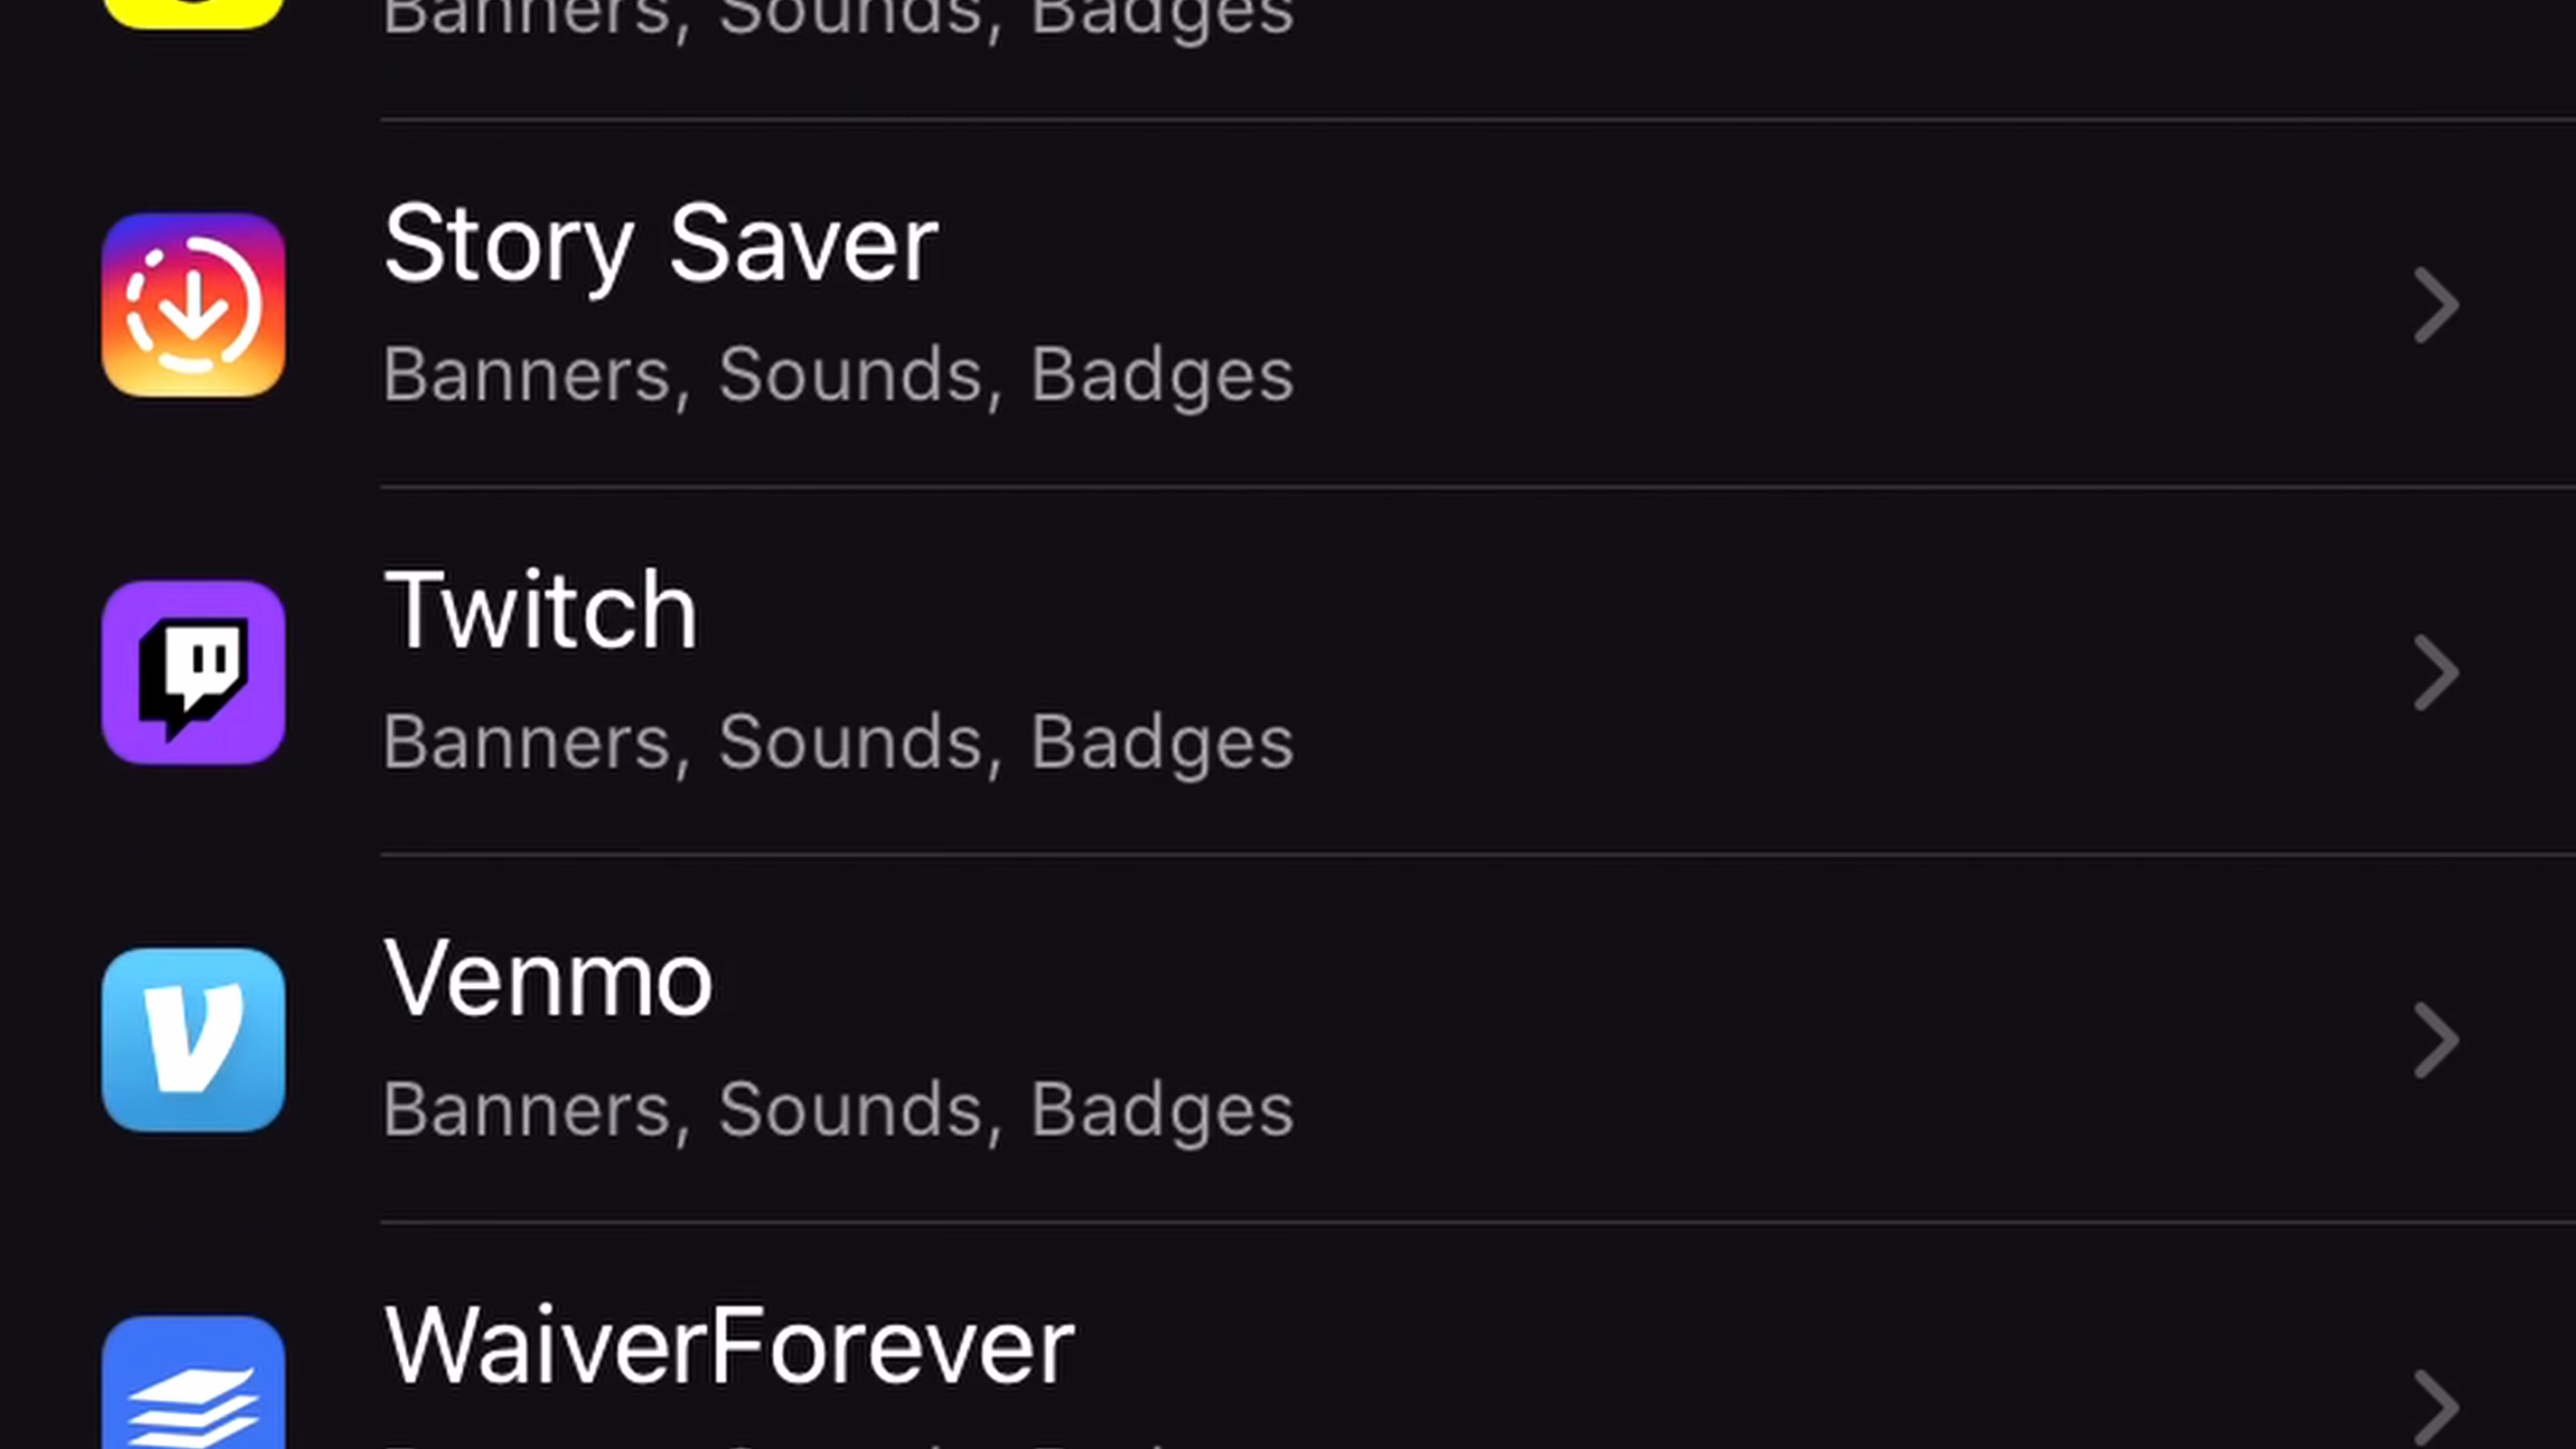 Banners, Sounds, Badges
Story Saver
Banners, Sounds, Badges
Twitch
Banners, Sounds, Badges
Venmo
Banners, Sounds, Badges
WaiverForever